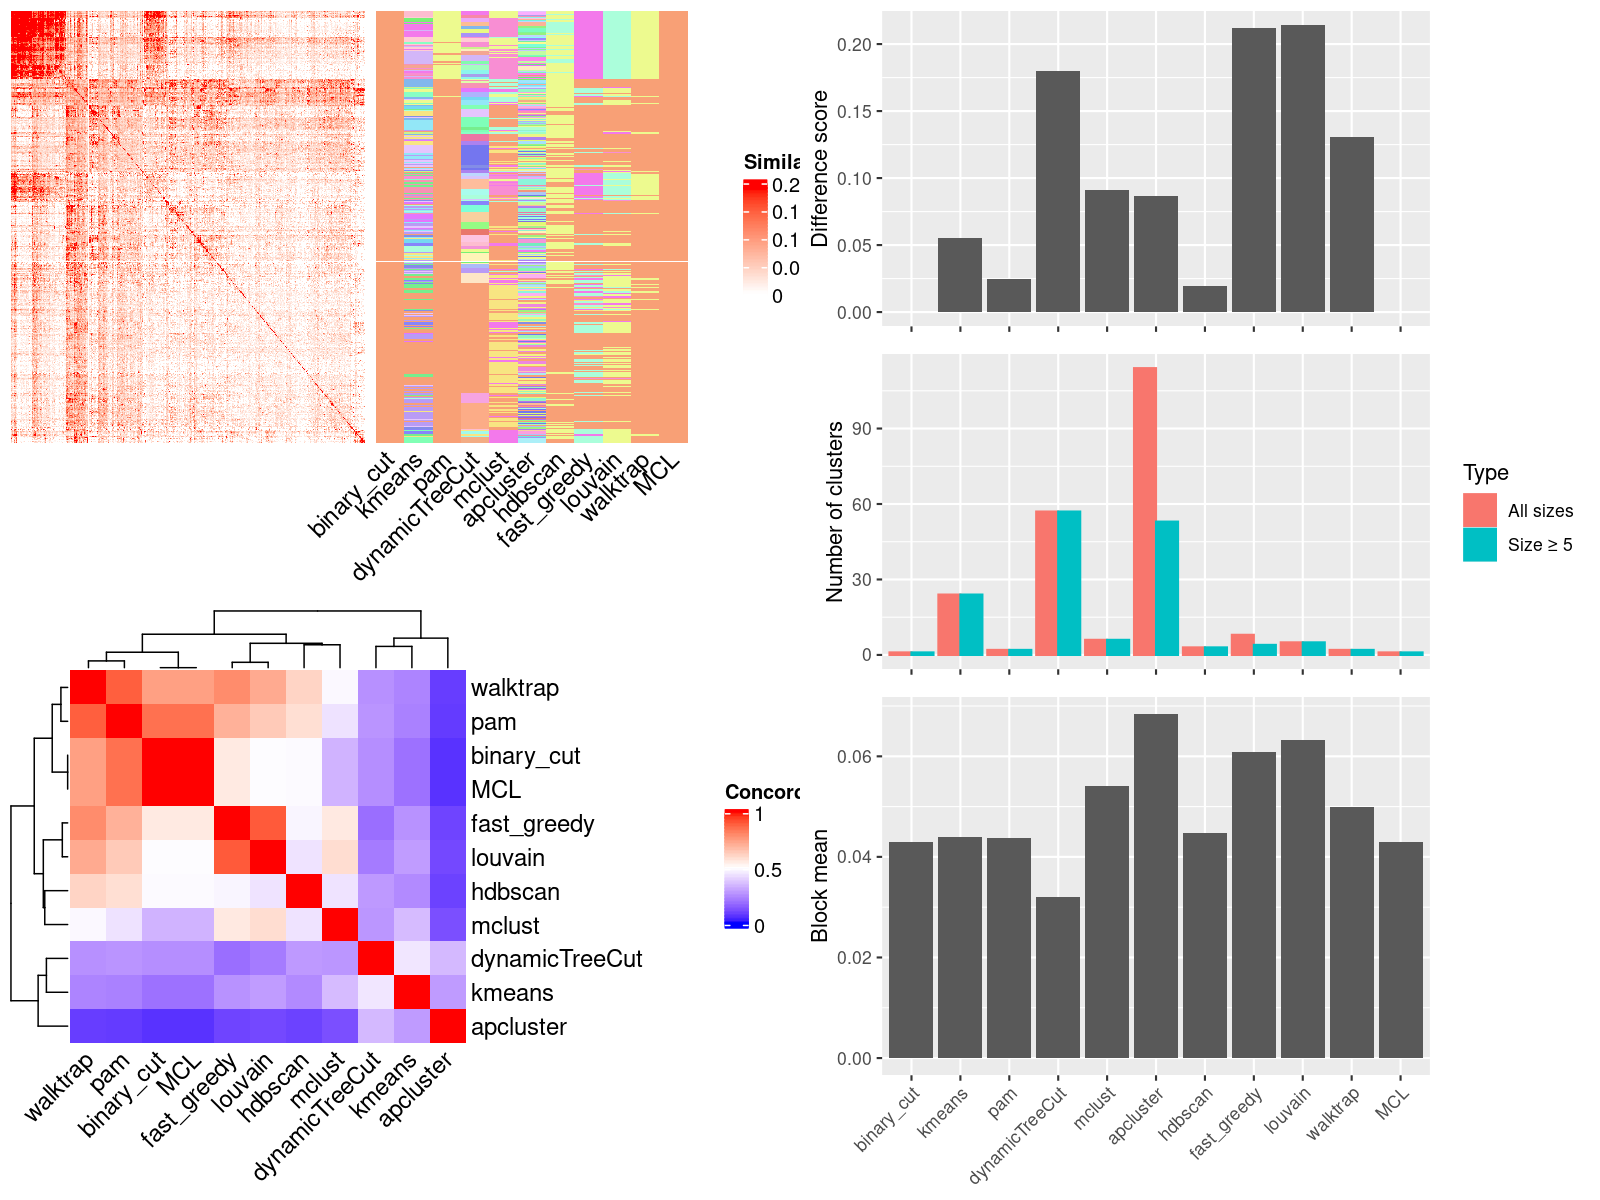 Simila
0.2
0.1
0.1
0.0
0
binary_cut
kmeans
pam
dynamicTreeCut
mclust
apcluster
hdbscan
fast_greedy
louvain
walktrap
MCL
walktrap
pam
binary_cut
MCL
fast_greedy
louvain
hdbscan
mclust
dynamicTreeCut
kmeans
apcluster
Concord
1
0.5
0
walktrap
pam
binary_cut
MCL
fast_greedy
louvain
hdbscan
mclust
dynamicTreeCut
kmeans
apcluster
Difference score
0.20
0.15
0.10
0.05
0.00
Number of clusters
90
60
30
0
Type
All sizes
Size ≥ 5
Block mean
0.06
0.04
0.02
0.00
binary_cut
kmeans
pam
dynamicTreeCut
mclust
apcluster
hdbscan
fast_greedy
louvain
walktrap
MCL